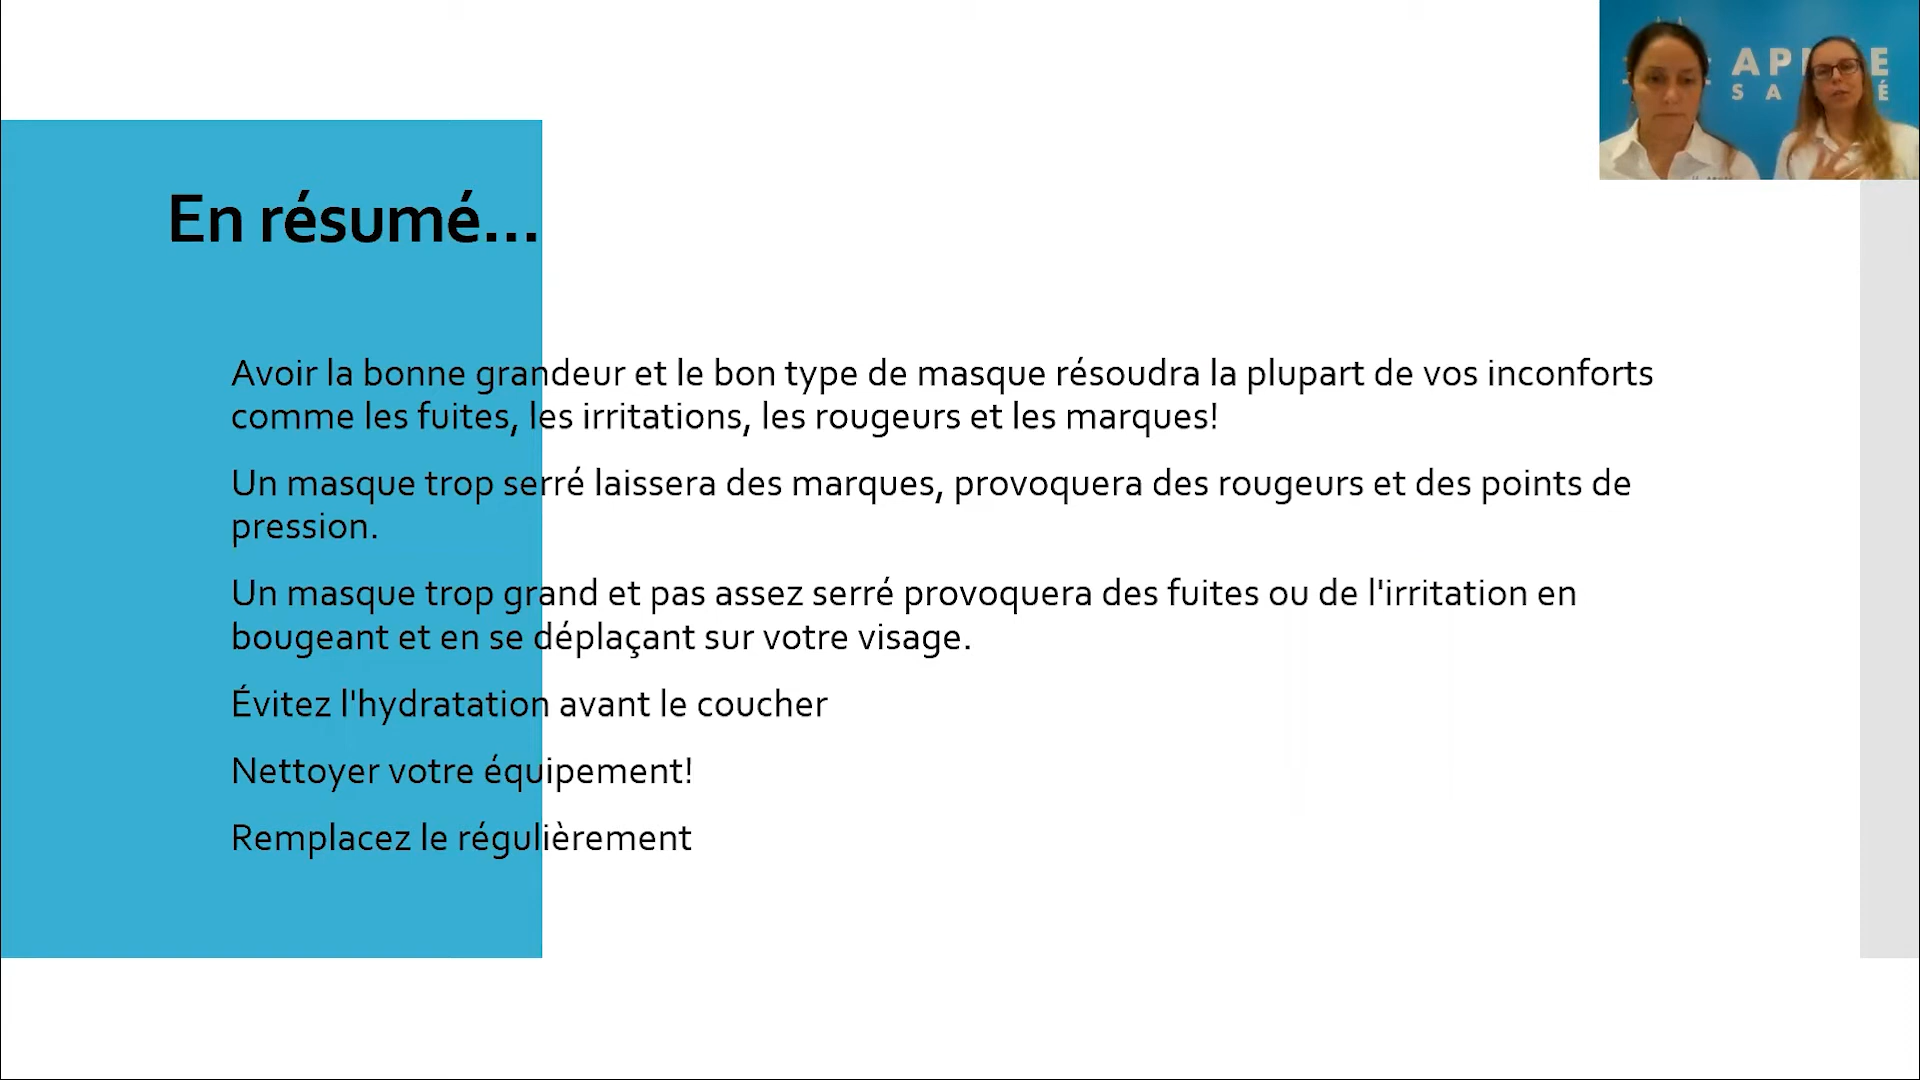 En résumé...
Avoir la bonne grandeur et le bon type de masque résoudra la plupart de vos inconforts
comme les fuites, les irritations, les rougeurs et les marques!
Un masque trop serré laissera des marques, provoquera des rougeurs et des points de
pression.
Un masque trop grand et pas assez serré provoquera des fuites ou de l'irritation en
bougeant et en se déplaçant sur votre visage.
Évitez l'hydratation avant le coucher
Nettoyer votre équipement!
Remplacez le régulièrement